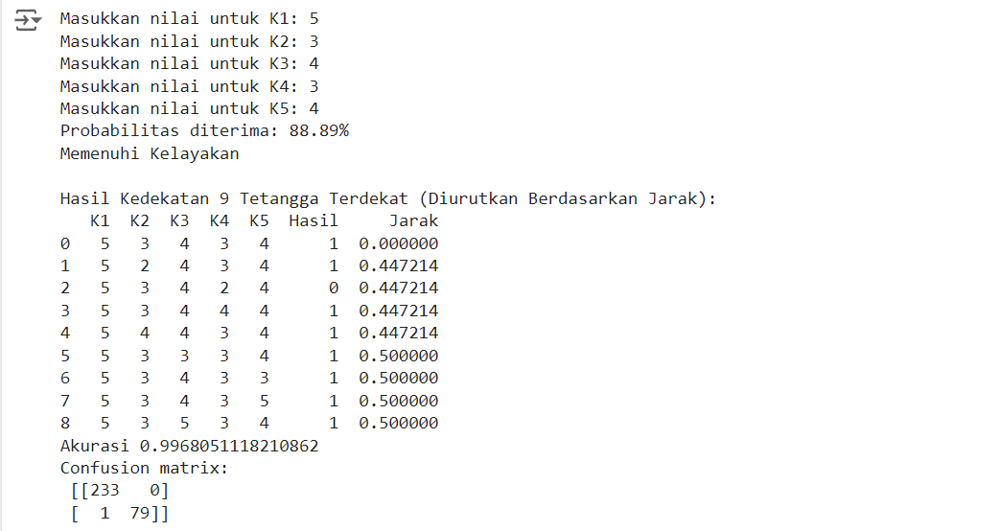 Masukkan nilai untuk K1: 5
Masukkan nilai untuk K2: 3
Masukkan nilai untuk K3: 4
Masukkan nilai untuk K4: 3
Masukkan nilai untuk K5: 4
Probabilitas diterima: 88.89%
Memenuhi Kelayakan

Hasil Kedekatan 9 Tetangga Terdekat (Diurutkan Berdasarkan Jarak):
   K1  K2  K3  K4  K5  Hasil     Jarak
0   5   3   4   3   4      1  0.000000
1   5   2   4   3   4      1  0.447214
2   5   3   4   2   4      0  0.447214
3   5   3   4   4   4      1  0.447214
4   5   4   4   3   4      1  0.447214
5   5   3   3   3   4      1  0.500000
6   5   3   4   3   3      1  0.500000
7   5   3   4   3   5      1  0.500000
8   5   3   5   3   4      1  0.500000
Akurasi 0.9968051118210862
Confusion matrix:
 [[233   0]
 [  1  79]]